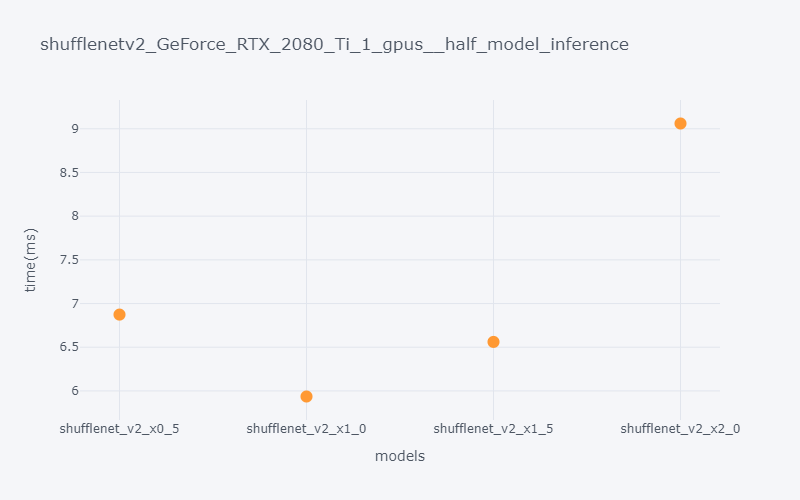 shufflenetv2_GeForce_RTX_2080_Ti_1_gpus__half_model_inference
9
8.5
8
7.5
7
6.5
6
time(ms)
shufflenet_v2_x0_5
shufflenet_v2_x1_0
shufflenet_v2_x1_5
shufflenet_v2_x2_0
models